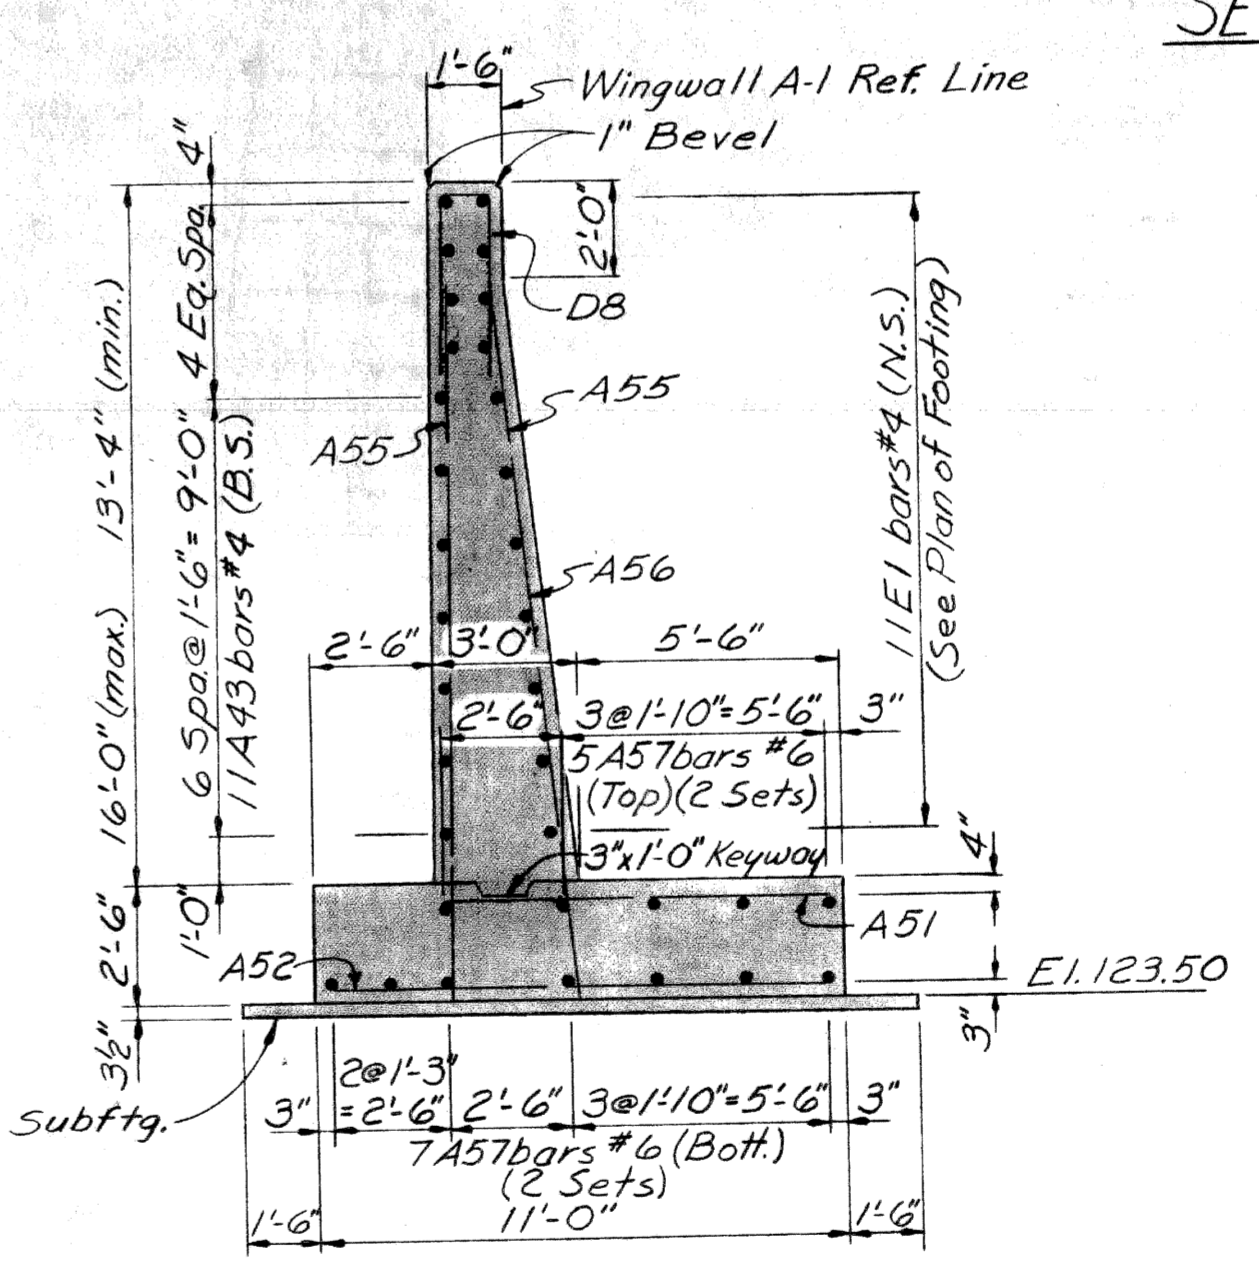 SE
1'-6"
Wingwall A-1 Ref. Line
1" Bevel
4"
2'-0"
4 Eq. Spa.
D8
13'-4" (min.)
A55
A55
11 E1 bars #4 (N.S.)
(See Plan of Footing)
6 Spa.@1'-6"=9'-0"
11 A43 bars #4 (B.S.)
A56
16'-0" (max.)
2'-6"
3'-0"
5'-6"
2'-6"
3@1'-10"=5'-6"
3"
5 A57 bars #6
(Top)(2 Sets)
3"x1'-0" Keyway
4"
2'-6"
1'-0"
A51
A52
El. 123.50
3"
3½"
Subftg.
3"
2@1'-3"
=2'-6"
2'-6"
3@1'-10"=5'-6"
3"
7 A57 bars #6 (Bott.)
(2 Sets)
1'-6"
11'-0"
1'-6"